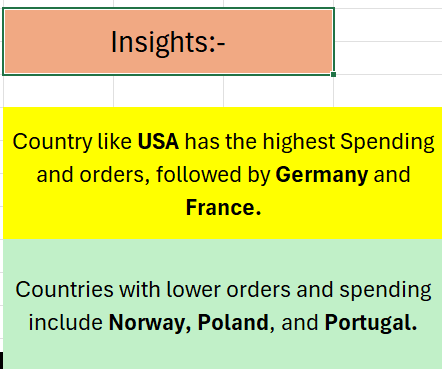 Insights:-
Country like USA has the highest Spending
and orders, followed by Germany and
France.
Countries with lower orders and spending
include Norway, Poland, and Portugal.